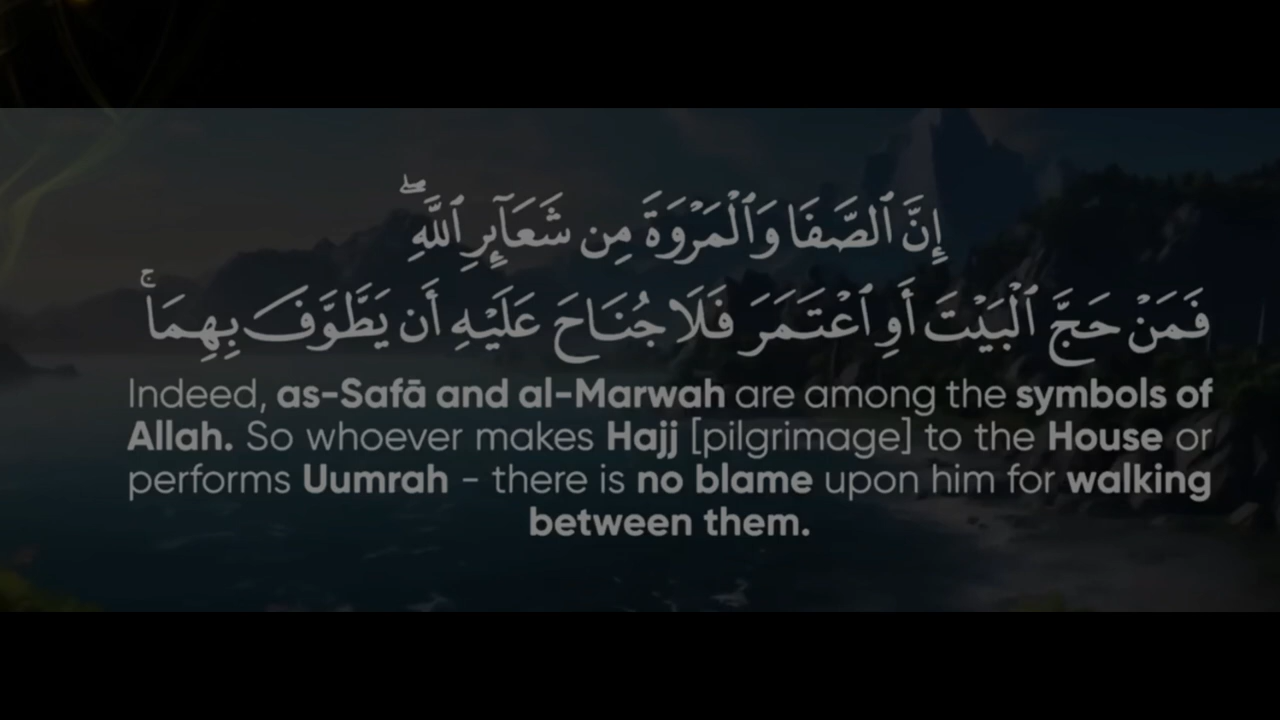 إِنَّ ٱلصَّفَا وَٱلْمَرْوَةَ مِن شَعَآئِرِ ٱللَّهِ ۖ
فَمَنْ حَجَّ ٱلْبَيْتَ أَوِ ٱعْتَمَرَ فَلَا جُنَاحَ عَلَيْهِ أَن يَطَّوَّفَ بِهِمَا ۚ
Indeed, as-Safā and al-Marwah are among the symbols of
Allah. So whoever makes Hajj [pilgrimage] to the House or
performs Uumrah - there is no blame upon him for walking
between them.